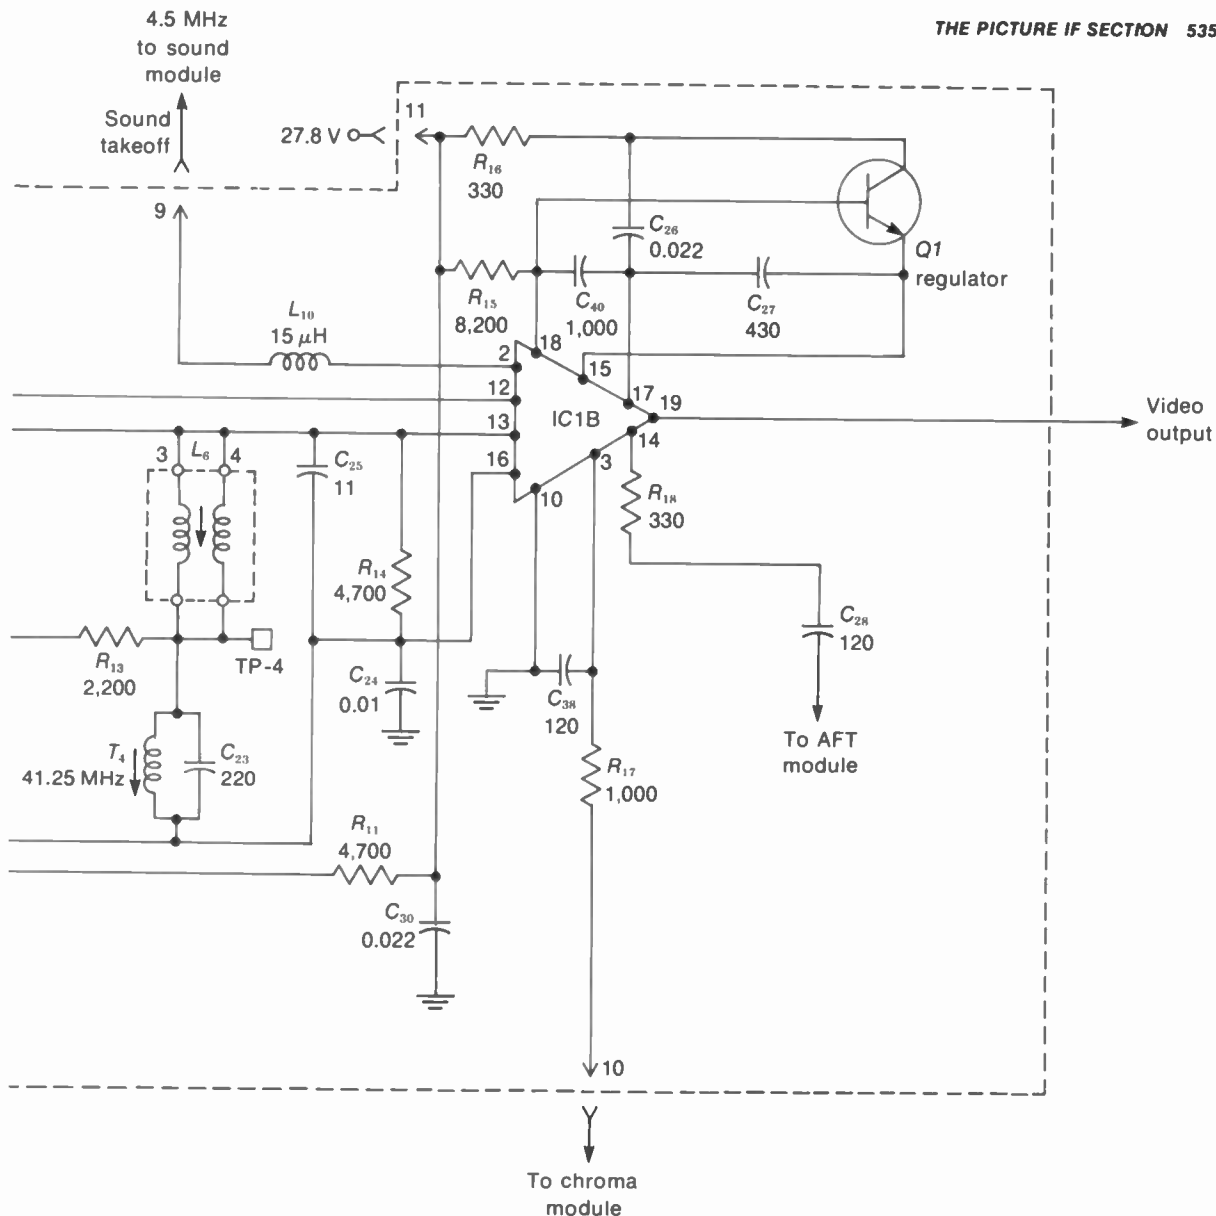 THE PICTURE IF SECTION 535
4.5 MHz
to sound
module
Sound
takeoff
27.8 V
11
R16
330
9
C26
0.022
Q1
regulator
R15
8,200
C40
1,000
C27
430
L10
15 μH
2
18
15
12
17
19
IC1B
13
14
16
3
10
Video
output
3
L6
4
C25
11
R18
330
R14
4,700
C28
120
R13
2,200
TP-4
C24
0.01
C38
120
To AFT
module
T4
41.25 MHz
C23
220
R17
1,000
R11
4,700
C30
0.022
10
To chroma
module